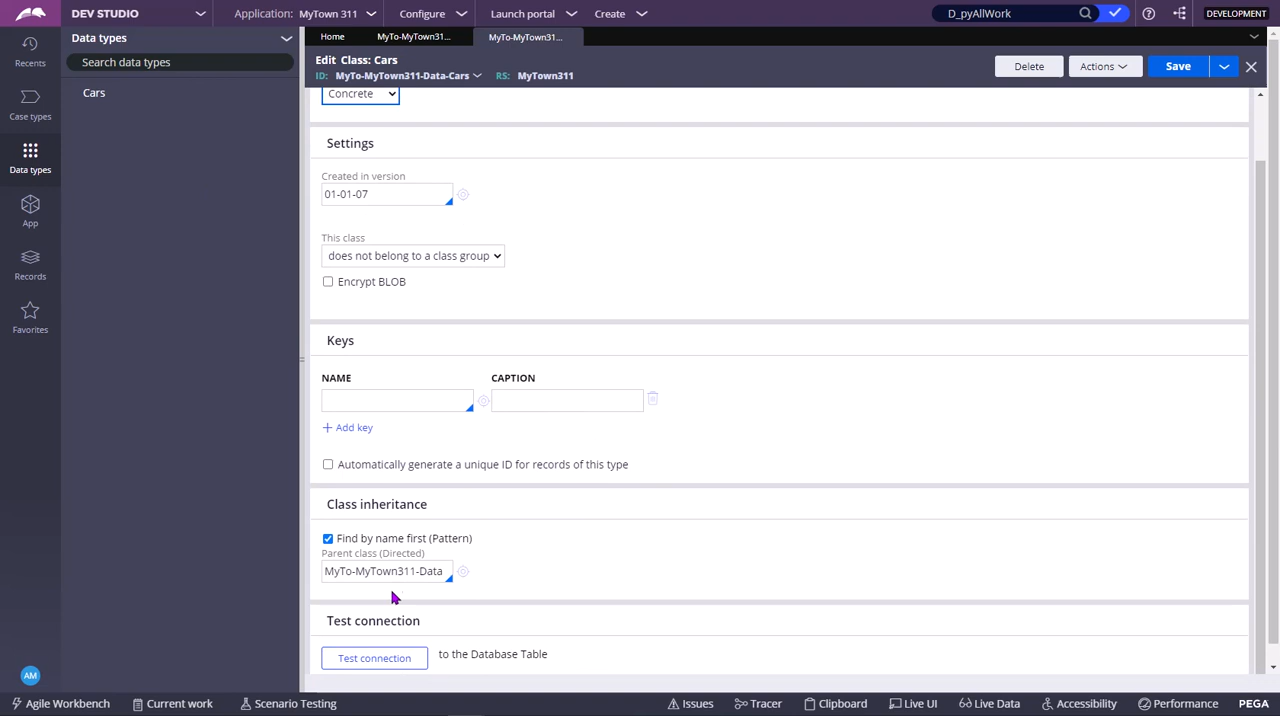 DEV STUDIO
Application: MyTown 311
Configure
Launch portal
Create
D_pyAllWork
DEVELOPMENT
Recents
Case types
Data types
App
Records
Favorites
AM
Data types
Search data types
Cars
Home
MyTo-MyTown31...
MyTo-MyTown31...
Edit Class: Cars
ID: MyTo-MyTown311-Data-Cars RS: MyTown311
Delete
Actions
Save
Concrete
Settings
Created in version
01-01-07
This class
does not belong to a class group
Encrypt BLOB
Keys
NAME CAPTION
+ Add key
Automatically generate a unique ID for records of this type
Class inheritance
Find by name first (Pattern)
Parent class (Directed)
MyTo-MyTown311-Data
Test connection
Test connection to the Database Table
Agile Workbench
Current work
Scenario Testing
Issues
Tracer
Clipboard
Live UI
Live Data
Accessibility
Performance
PEGA